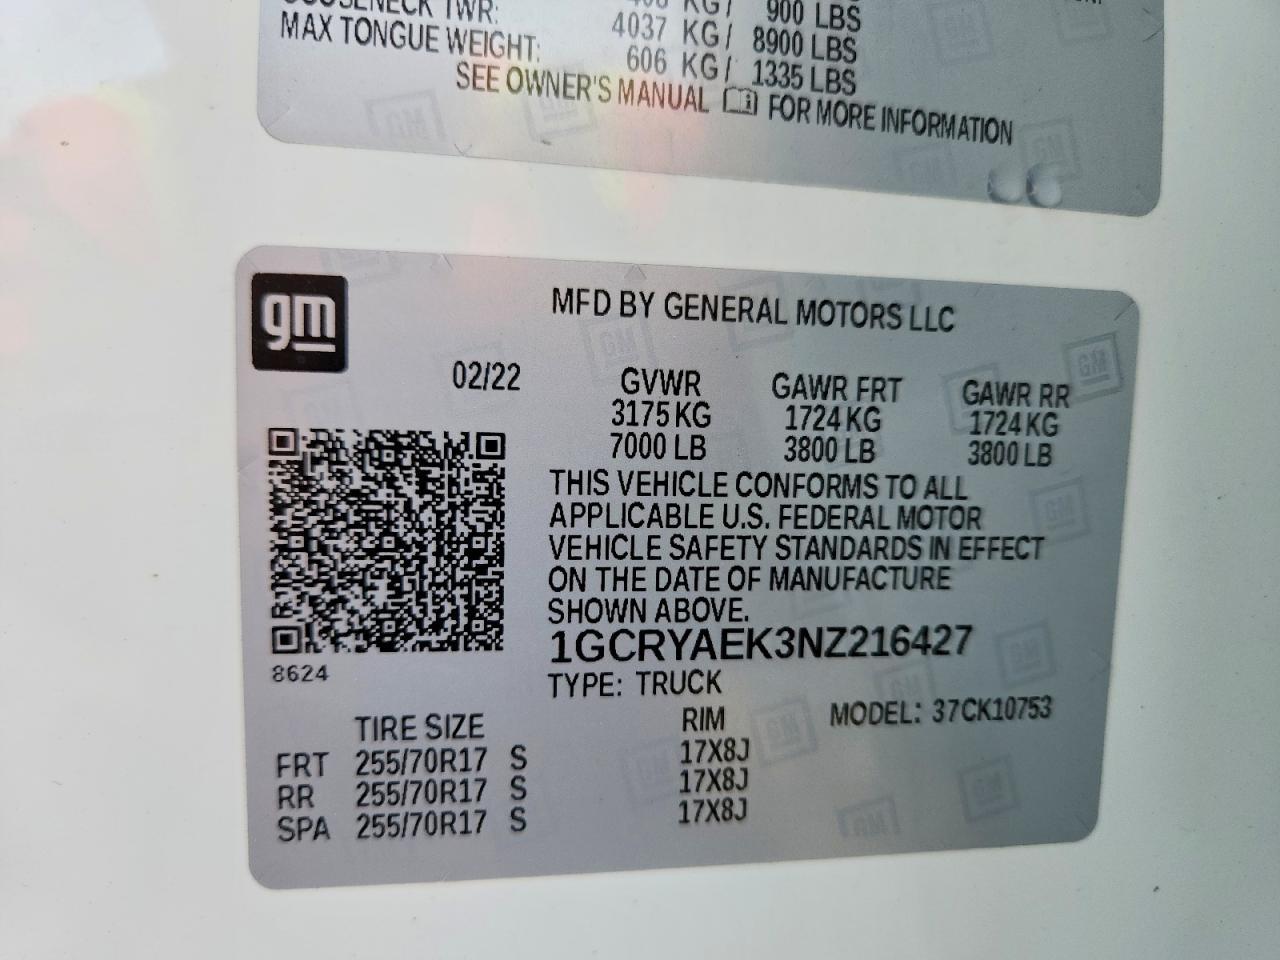 TWR:
KG/ 900 LBS
4037 KG/ 8900 LBS
MAX TONGUE WEIGHT: 606 KG/ 1335 LBS
SEE OWNER'S MANUAL FOR MORE INFORMATION
gm
MFD BY GENERAL MOTORS LLC
02/22
GVWR GAWR FRT GAWR RR
3175 KG 1724 KG 1724 KG
7000 LB 3800 LB 3800 LB
THIS VEHICLE CONFORMS TO ALL
APPLICABLE U.S. FEDERAL MOTOR
VEHICLE SAFETY STANDARDS IN EFFECT
ON THE DATE OF MANUFACTURE
SHOWN ABOVE.
1GCRYAEK3NZ216427
8624
TYPE: TRUCK
MODEL: 37CK10753
TIRE SIZE RIM
FRT 255/70R17 S 17X8J
RR 255/70R17 S 17X8J
SPA 255/70R17 S 17X8J